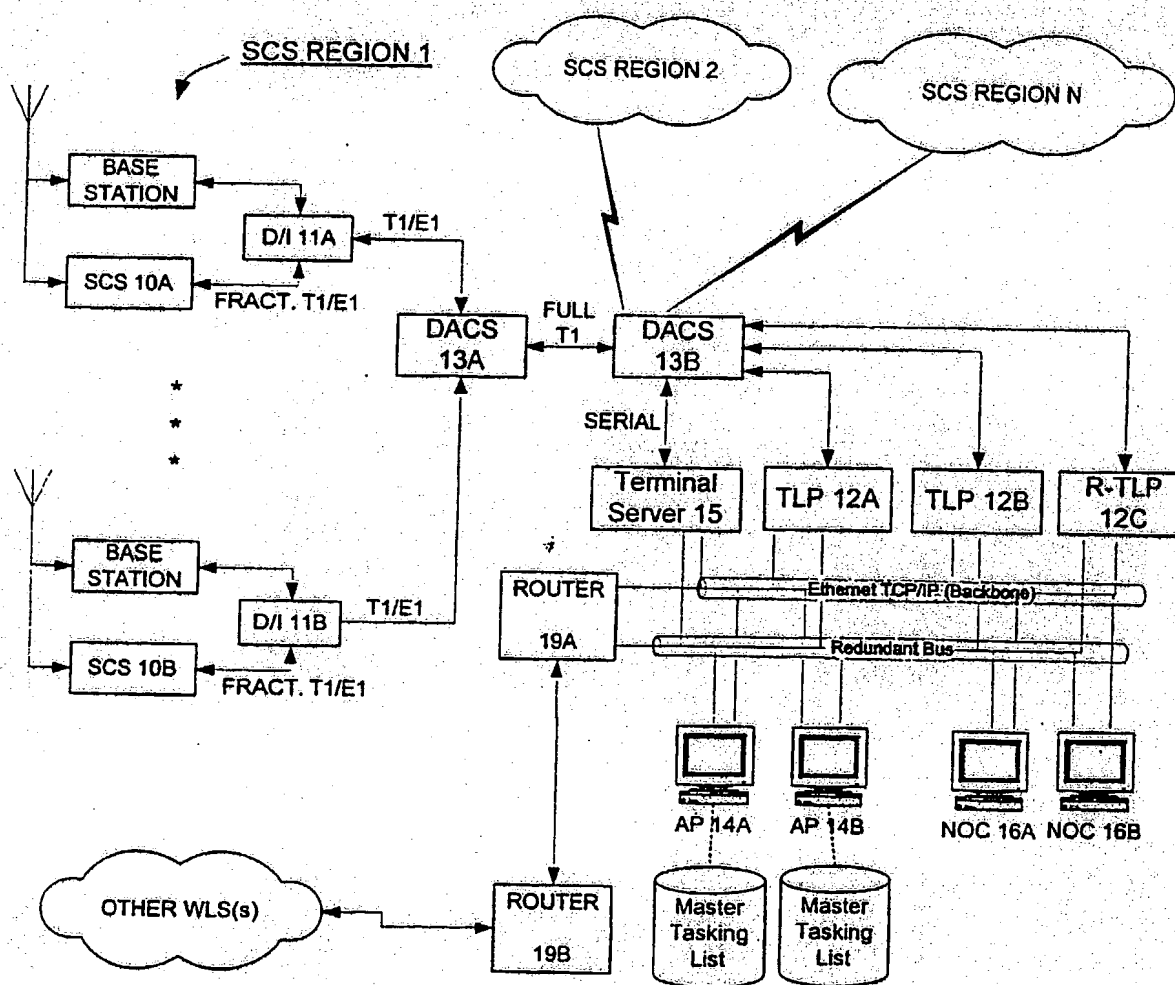 SCS REGION 1
SCS REGION 2
SCS REGION N
BASE
STATION
D/I 11A
T1/E1
SCS 10A
FRACT. T1/E1
DACS
13A
FULL
T1
DACS
13B
*
*
*
SERIAL
Terminal
Server 15
TLP 12A
TLP 12B
R-TLP
12C
BASE
STATION
D/I 11B
T1/E1
SCS 10B
FRACT. T1/E1
ROUTER
19A
Ethernet TCP/IP (Backbone)
Redundant Bus
AP 14A
AP 14B
NOC 16A
NOC 16B
OTHER WLS(s)
ROUTER
19B
Master
Tasking
List
Master
Tasking
List